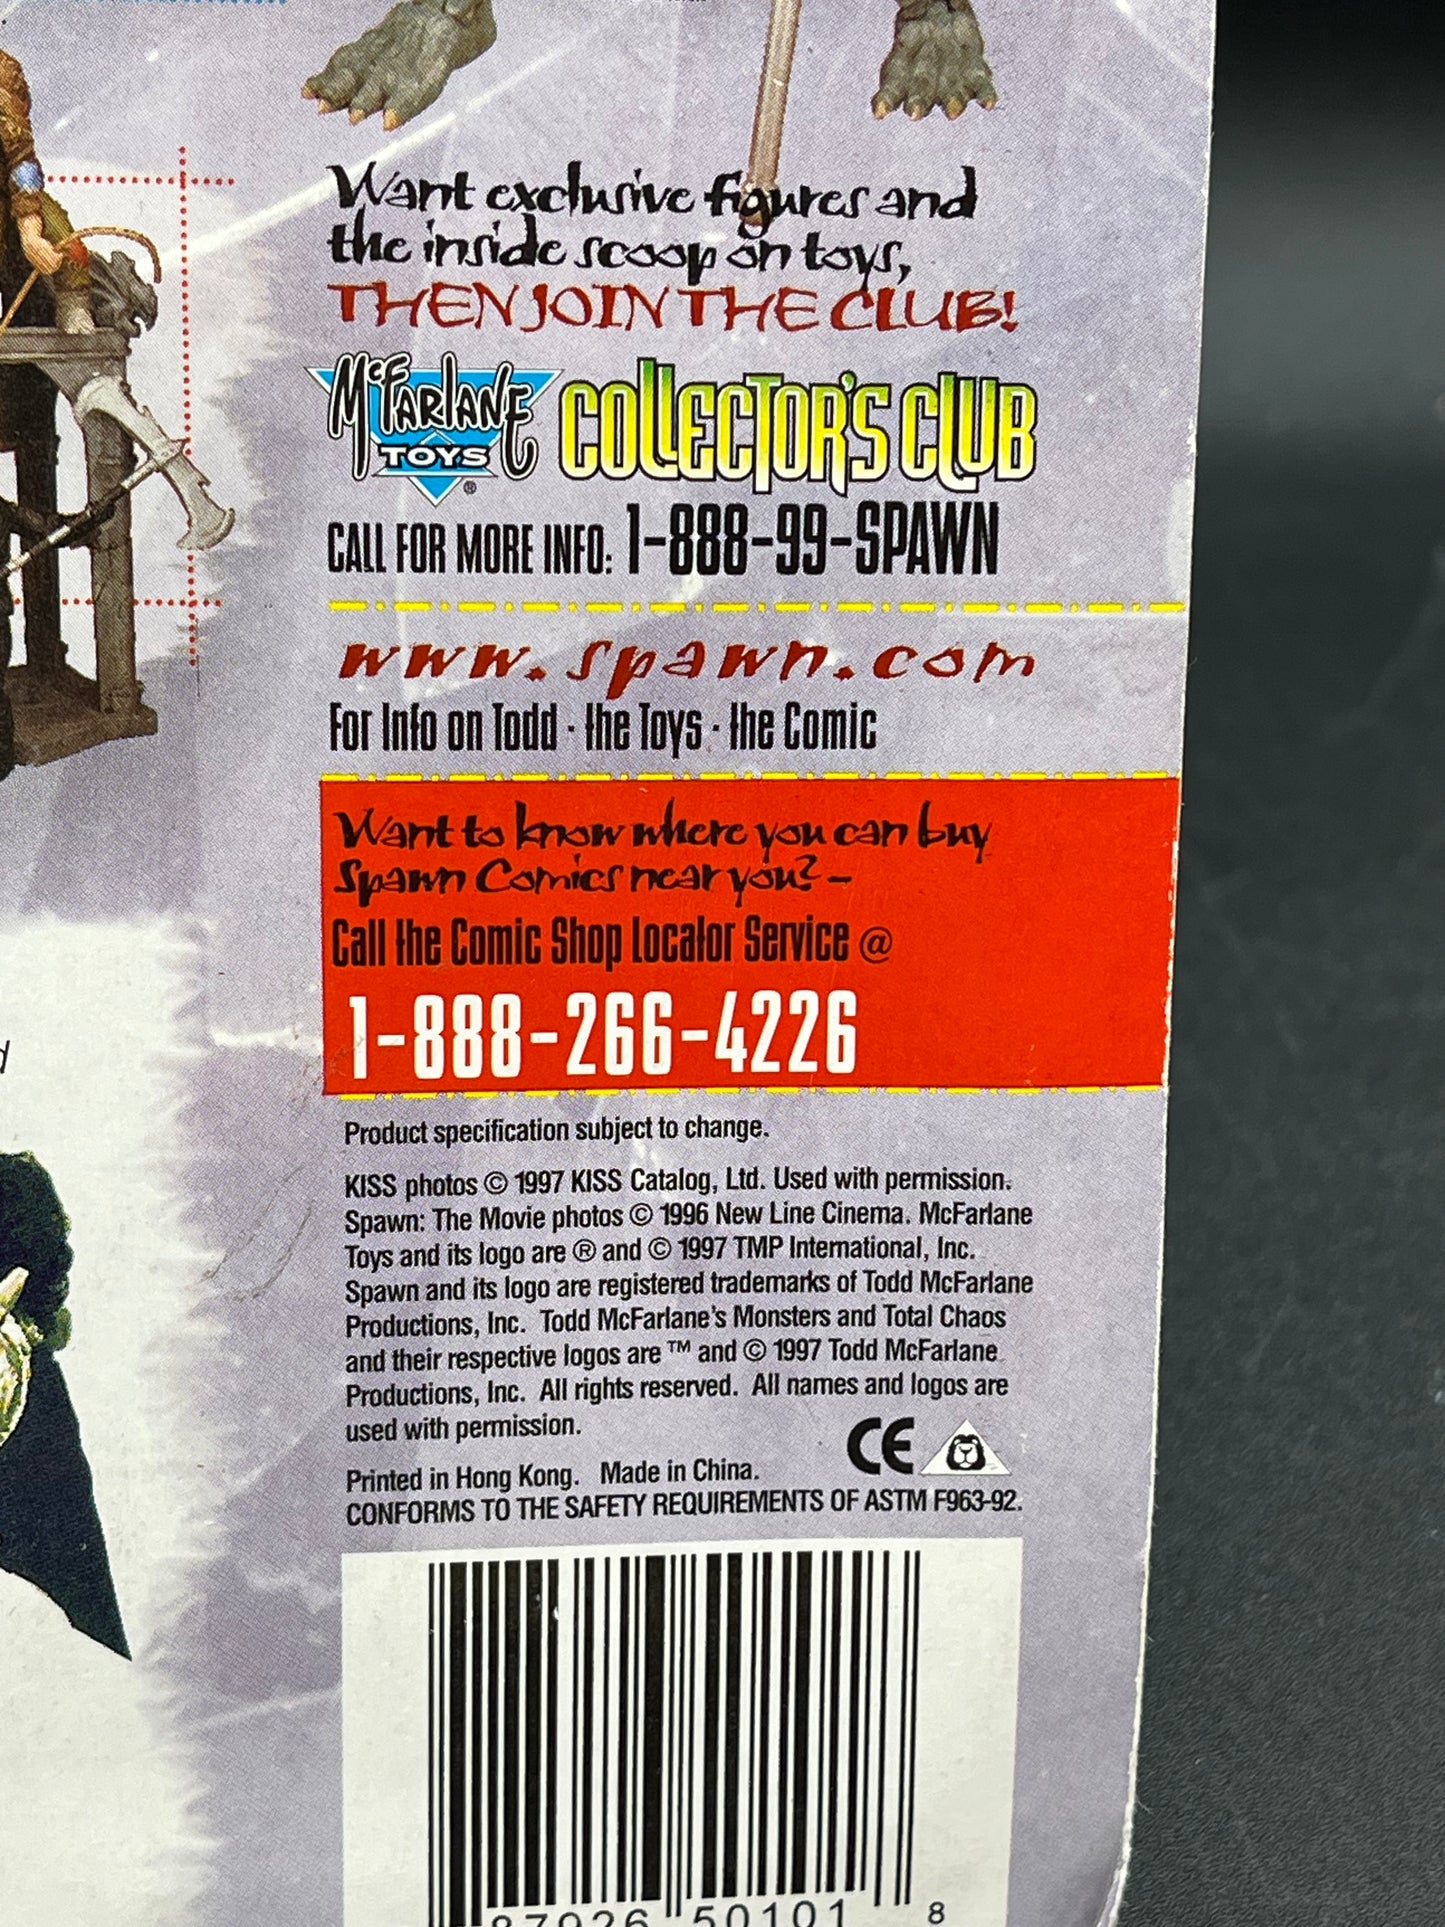 Want exclusive figures and
the inside scoop on toys,
THEN JOIN THE CLUB!
McFARLANE
TOYS ®
COLLECTOR'S CLUB
CALL FOR MORE INFO: 1-888-99-SPAWN
www.spawn.com
For Info on Todd · the Toys · the Comic
Want to know where you can buy
Spawn Comics near you? –
Call the Comic Shop Locator Service @
1-888-266-4226
Product specification subject to change.
KISS photos © 1997 KISS Catalog, Ltd. Used with permission.
Spawn: The Movie photos © 1996 New Line Cinema. McFarlane
Toys and its logo are ® and © 1997 TMP International, Inc.
Spawn and its logo are registered trademarks of Todd McFarlane
Productions, Inc. Todd McFarlane's Monsters and Total Chaos
and their respective logos are ™ and © 1997 Todd McFarlane
Productions, Inc. All rights reserved. All names and logos are
used with permission.
CE
Printed in Hong Kong. Made in China.
CONFORMS TO THE SAFETY REQUIREMENTS OF ASTM F963-92.
87926 50101 8